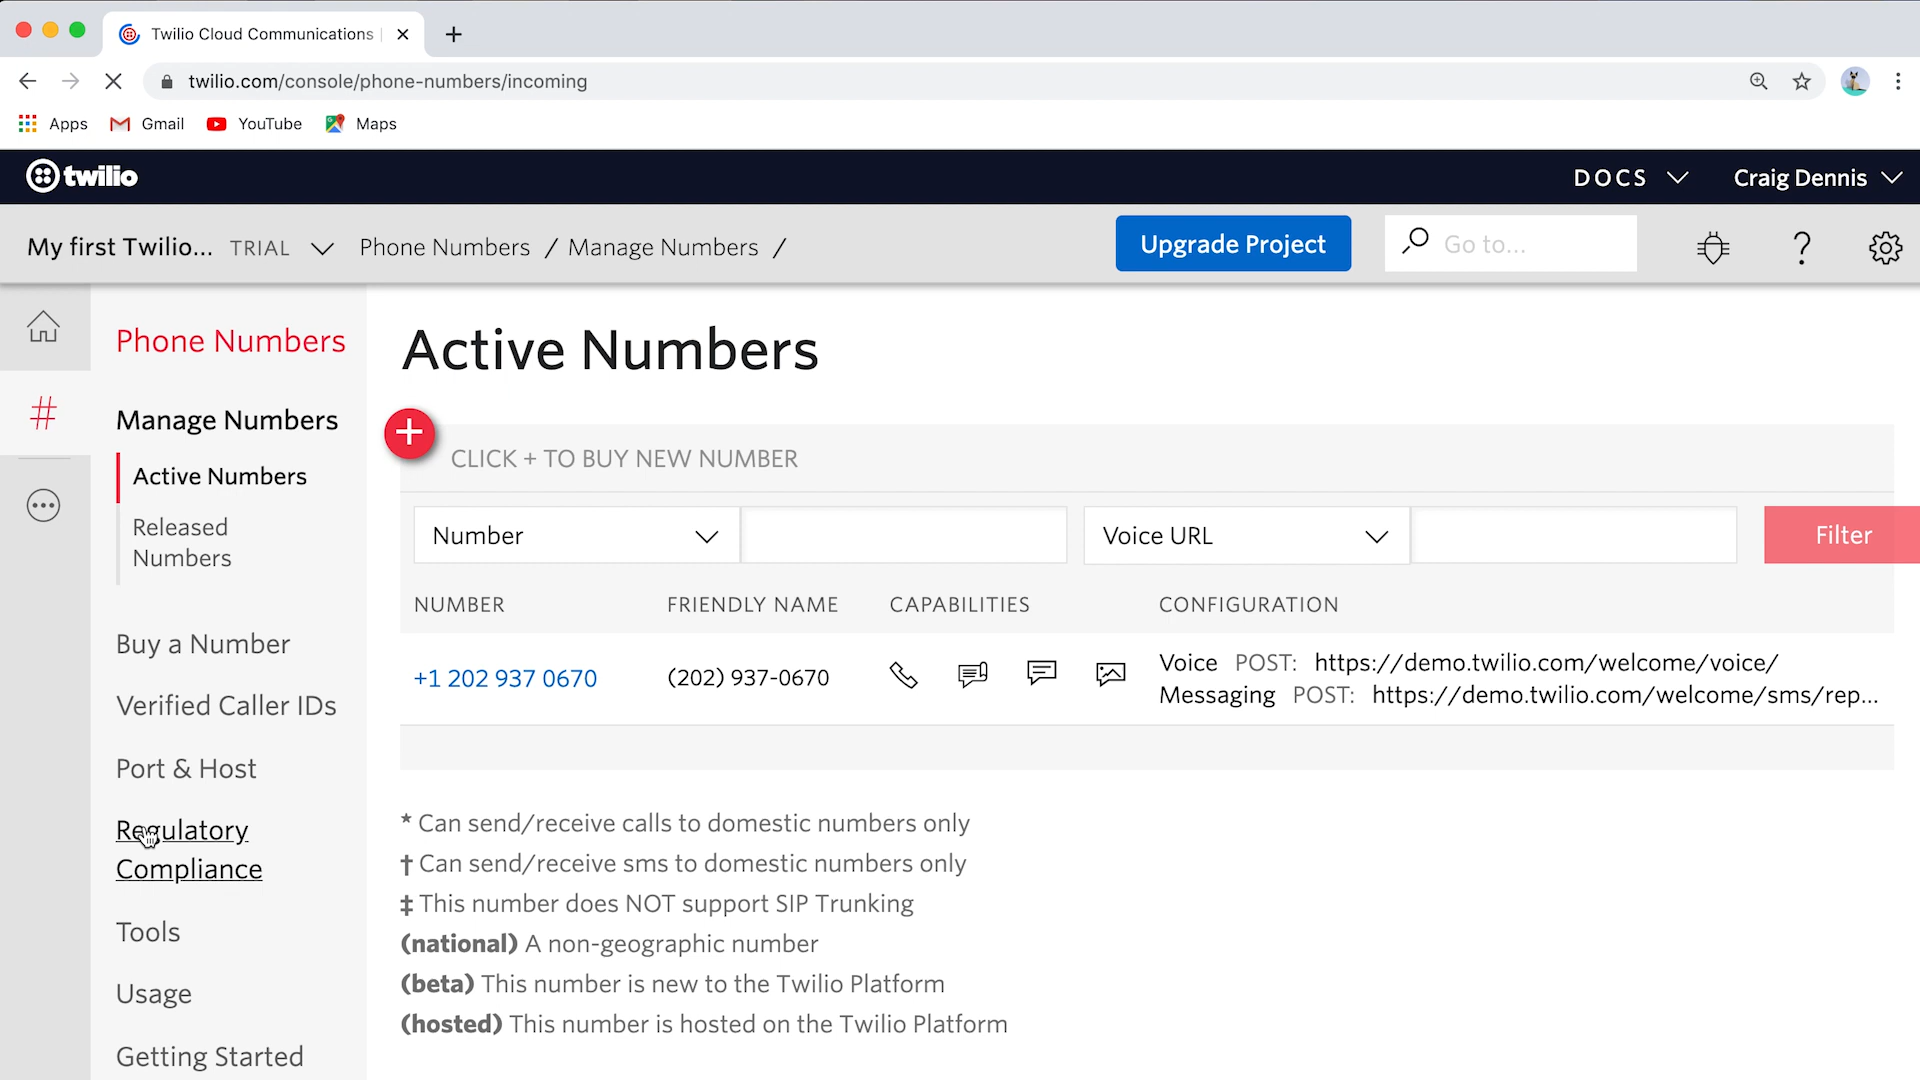 Twilio Cloud Communications |
twilio.com/console/phone-numbers/incoming
Apps Gmail YouTube Maps
twilio DOCS Craig Dennis
My first Twilio... TRIAL Phone Numbers / Manage Numbers / Upgrade Project Go to... ?
Phone Numbers
Manage Numbers
Active Numbers
Released
Numbers
Buy a Number
Verified Caller IDs
Port & Host
Regulatory
Compliance
Tools
Usage
Getting Started
Active Numbers
+
CLICK + TO BUY NEW NUMBER
Number Voice URL Filter
NUMBER FRIENDLY NAME CAPABILITIES CONFIGURATION
+1 202 937 0670 (202) 937-0670 Voice POST: https://demo.twilio.com/welcome/voice/
Messaging POST: https://demo.twilio.com/welcome/sms/rep...
* Can send/receive calls to domestic numbers only
† Can send/receive sms to domestic numbers only
‡ This number does NOT support SIP Trunking
(national) A non-geographic number
(beta) This number is new to the Twilio Platform
(hosted) This number is hosted on the Twilio Platform